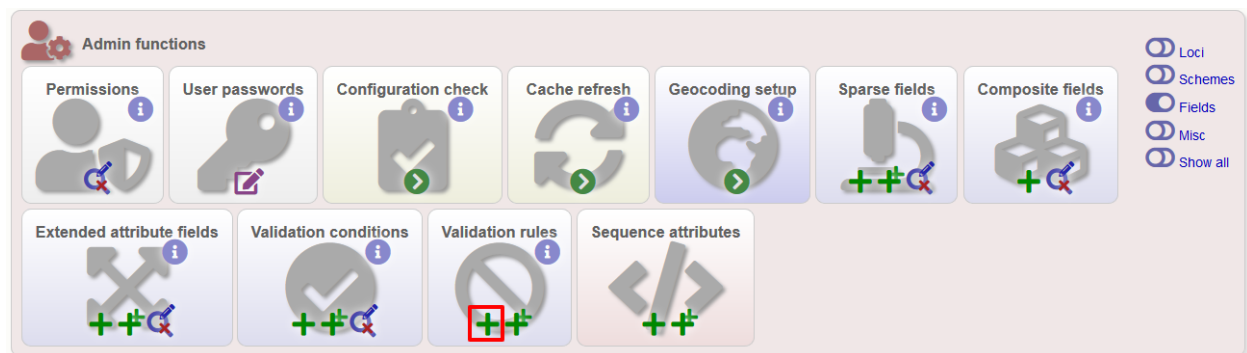 Admin functions
Permissions
User passwords
Configuration check
Cache refresh
Geocoding setup
Sparse fields
Composite fields
Extended attribute fields
Validation conditions
Validation rules
Sequence attributes
Loci
Schemes
Fields
Misc
Show all